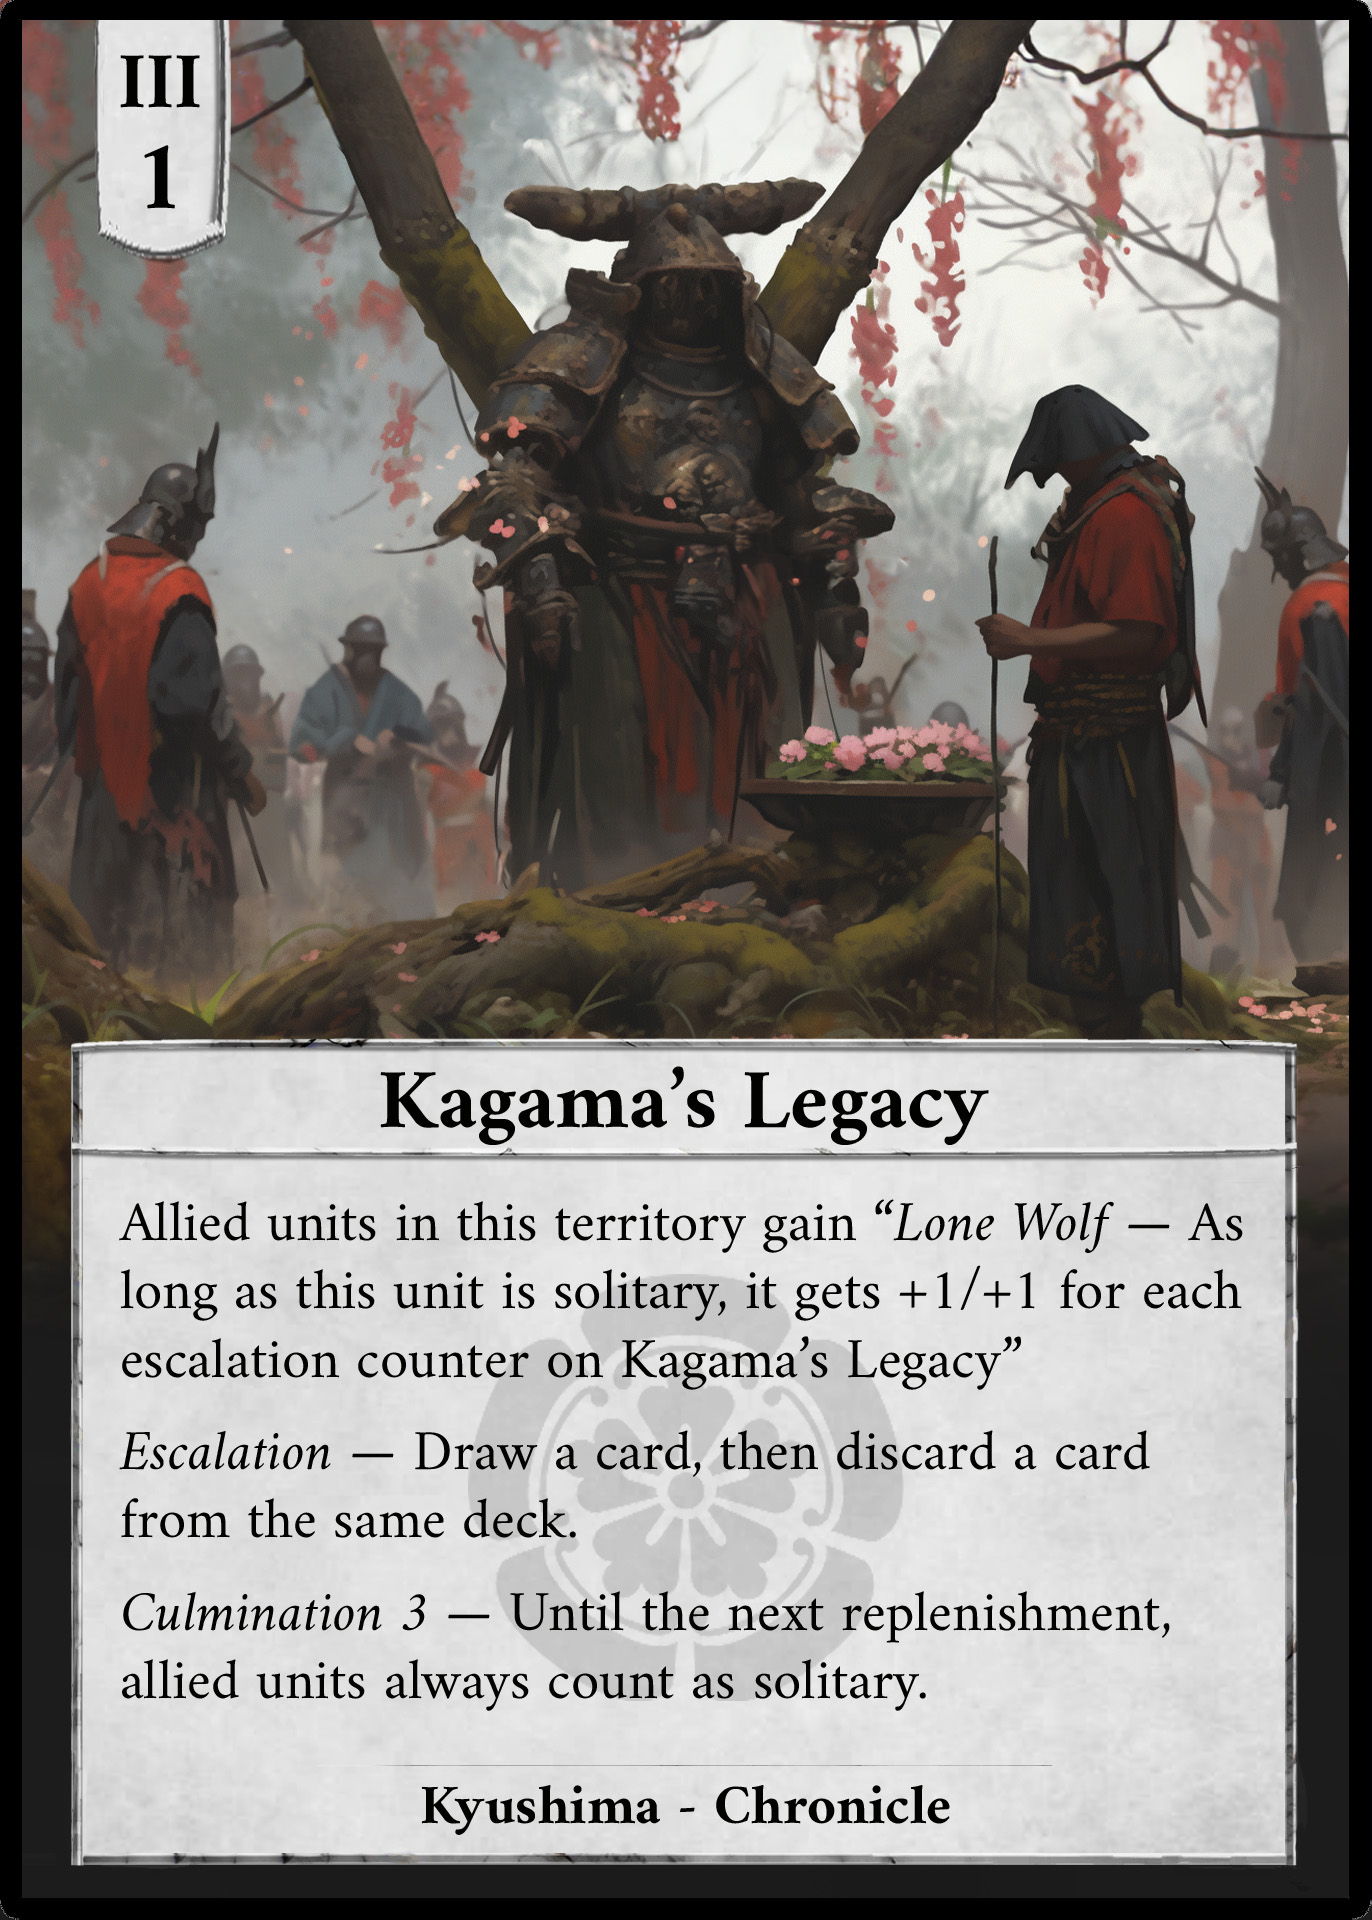 III
1
Kagama’s Legacy
Allied units in this territory gain “Lone Wolf — As
long as this unit is solitary, it gets +1/+1 for each
escalation counter on Kagama’s Legacy”
Escalation — Draw a card, then discard a card
from the same deck.
Culmination 3 — Until the next replenishment,
allied units always count as solitary.
Kyushima - Chronicle